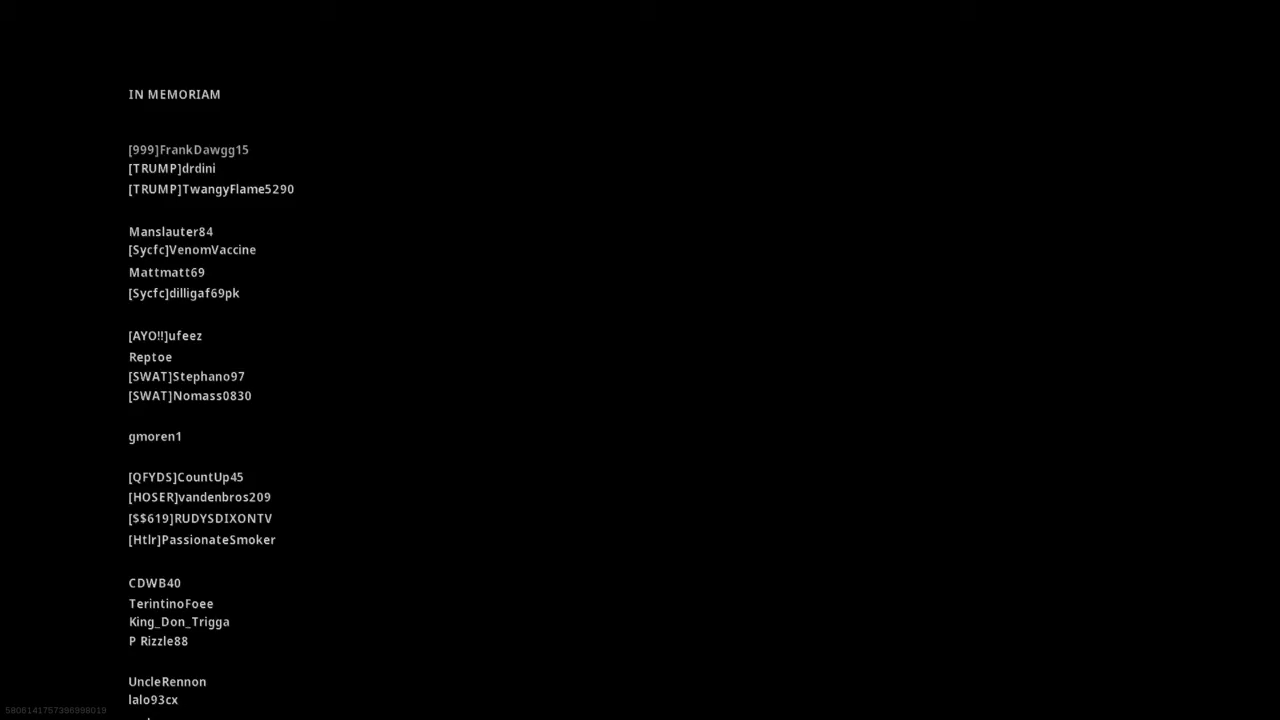 IN MEMORIAM
[999]FrankDawgg15
[TRUMP]drdini
[TRUMP]TwangyFlame5290
Manslauter84
[Sycfc]VenomVaccine
Mattmatt69
[Sycfc]dilligaf69pk
[AYO!!]ufeez
Reptoe
[SWAT]Stephano97
[SWAT]Nomass0830
gmoren1
[QFYDS]CountUp45
[HOSER]vandenbros209
[$$619]RUDYSDIXONTV
[Htlr]PassionateSmoker
CDWB40
TerintinoFoee
King_Don_Trigga
P Rizzle88
UncleRennon
lalo93cx
5806141757396998019